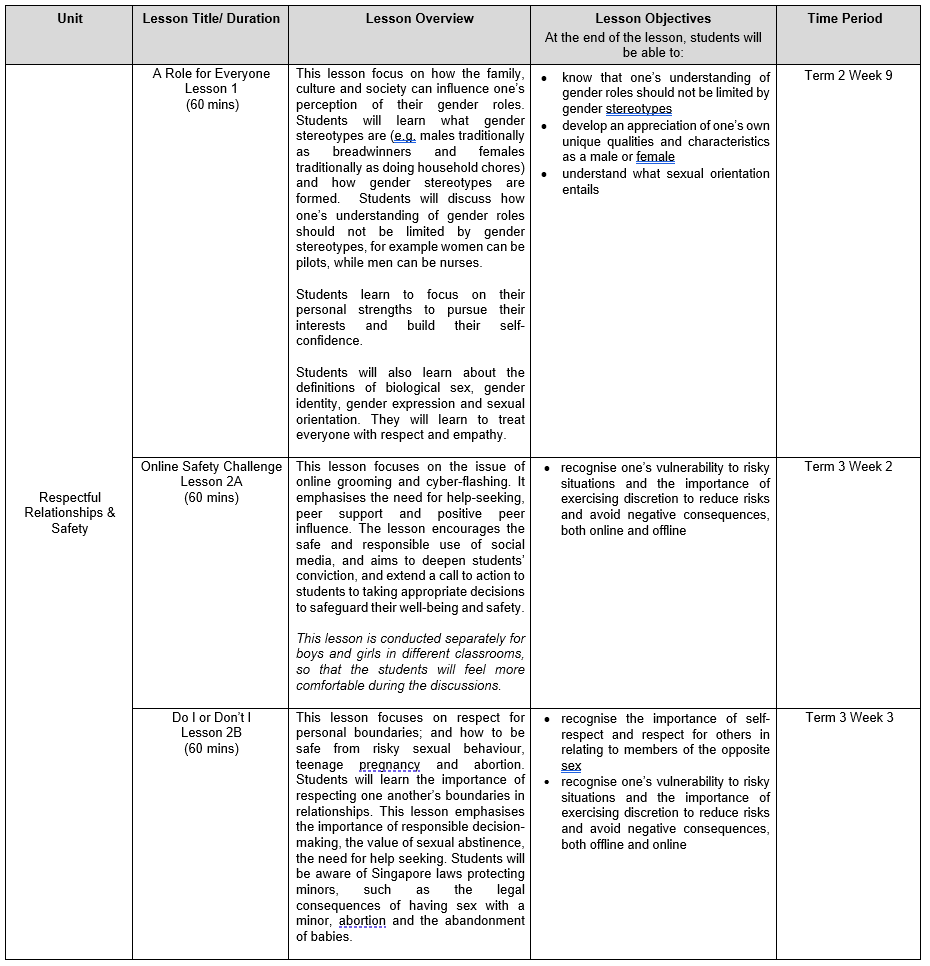 Unit
Lesson Title/ Duration
Lesson Overview
Lesson Objectives
At the end of the lesson, students will
be able to:
Time Period
Respectful
Relationships &
Safety
A Role for Everyone
Lesson 1
(60 mins)
This lesson focus on how the family,
culture and society can influence one's
perception of their gender roles.
Students will learn what gender
stereotypes are (e.g. males traditionally
as breadwinners and females
traditionally as doing household chores)
and how gender stereotypes are
formed. Students will discuss how
one's understanding of gender roles
should not be limited by gender
stereotypes, for example women can be
pilots, while men can be nurses.
Students learn to focus on their
personal strengths to pursue their
interests and build their self-
confidence.
Students will also learn about the
definitions of biological sex, gender
identity, gender expression and sexual
orientation. They will learn to treat
everyone with respect and empathy.
• know that one's understanding of
gender roles should not be limited by
gender stereotypes
• develop an appreciation of one's own
unique qualities and characteristics
as a male or female
• understand what sexual orientation
entails
Term 2 Week 9
Online Safety Challenge
Lesson 2A
(60 mins)
This lesson focuses on the issue of
online grooming and cyber-flashing. It
emphasises the need for help-seeking,
peer support and positive peer
influence. The lesson encourages the
safe and responsible use of social
media, and aims to deepen students'
conviction, and extend a call to action to
students to taking appropriate decisions
to safeguard their well-being and safety.
This lesson is conducted separately for
boys and girls in different classrooms,
so that the students will feel more
comfortable during the discussions.
• recognise one's vulnerability to risky
situations and the importance of
exercising discretion to reduce risks
and avoid negative consequences,
both online and offline
Term 3 Week 2
Do I or Don't I
Lesson 2B
(60 mins)
This lesson focuses on respect for
personal boundaries; and how to be
safe from risky sexual behaviour,
teenage pregnancy and abortion.
Students will learn the importance of
respecting one another's boundaries in
relationships. This lesson emphasises
the importance of responsible decision-
making, the value of sexual abstinence,
the need for help seeking. Students will
be aware of Singapore laws protecting
minors, such as the legal
consequences of having sex with a
minor, abortion and the abandonment
of babies.
• recognise the importance of self-
respect and respect for others in
relating to members of the opposite
sex
• recognise one's vulnerability to risky
situations and the importance of
exercising discretion to reduce risks
and avoid negative consequences,
both offline and online
Term 3 Week 3